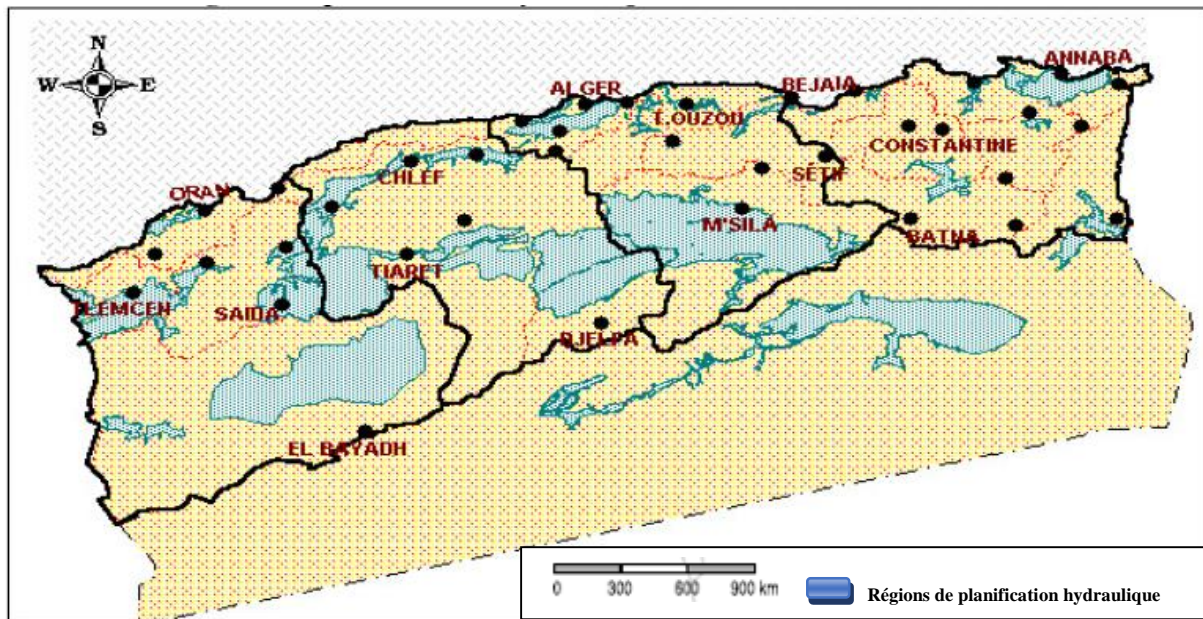 N
W E
S
ANNABA
ALGER
BEJAIA
T.OUZOU
CONSTANTINE
CHLEF
SÉTIF
ORAN
M'SILA
BATNA
TIARET
TLEMCEN
SAIDA
DJELFA
EL BAYADH
0 300 600 900 km
Régions de planification hydraulique